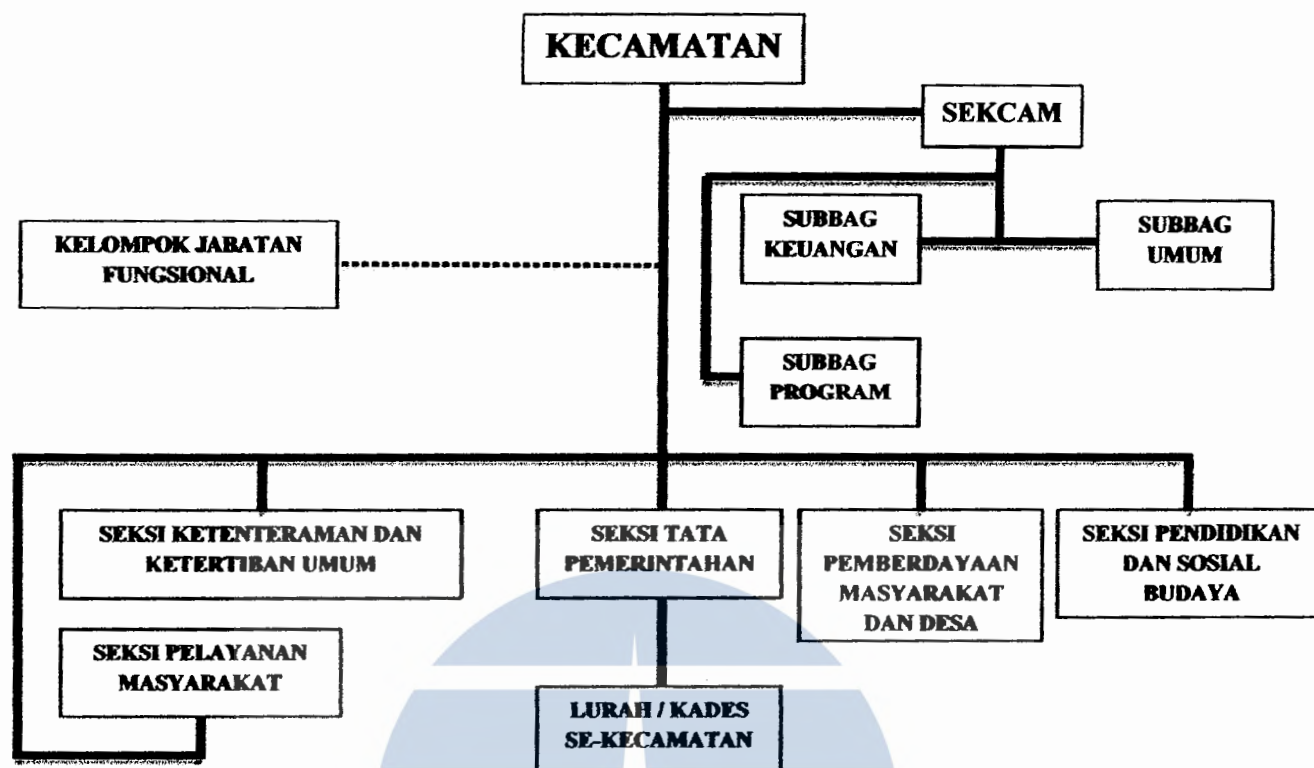 KECAMATAN
SEKCAM
SUBBAG
KEUANGAN
SUBBAG
UMUM
KELOMPOK JABATAN
FUNGSIONAL
SUBBAG
PROGRAM
SEKSI KETENTERAMAN DAN
KETERTIBAN UMUM
SEKSI TATA
PEMERINTAHAN
SEKSI
PEMBERDAYAAN
MASYARAKAT
DAN DESA
SEKSI PENDIDIKAN
DAN SOSIAL
BUDAYA
SEKSI PELAYANAN
MASYARAKAT
LURAH / KADES
SE-KECAMATAN